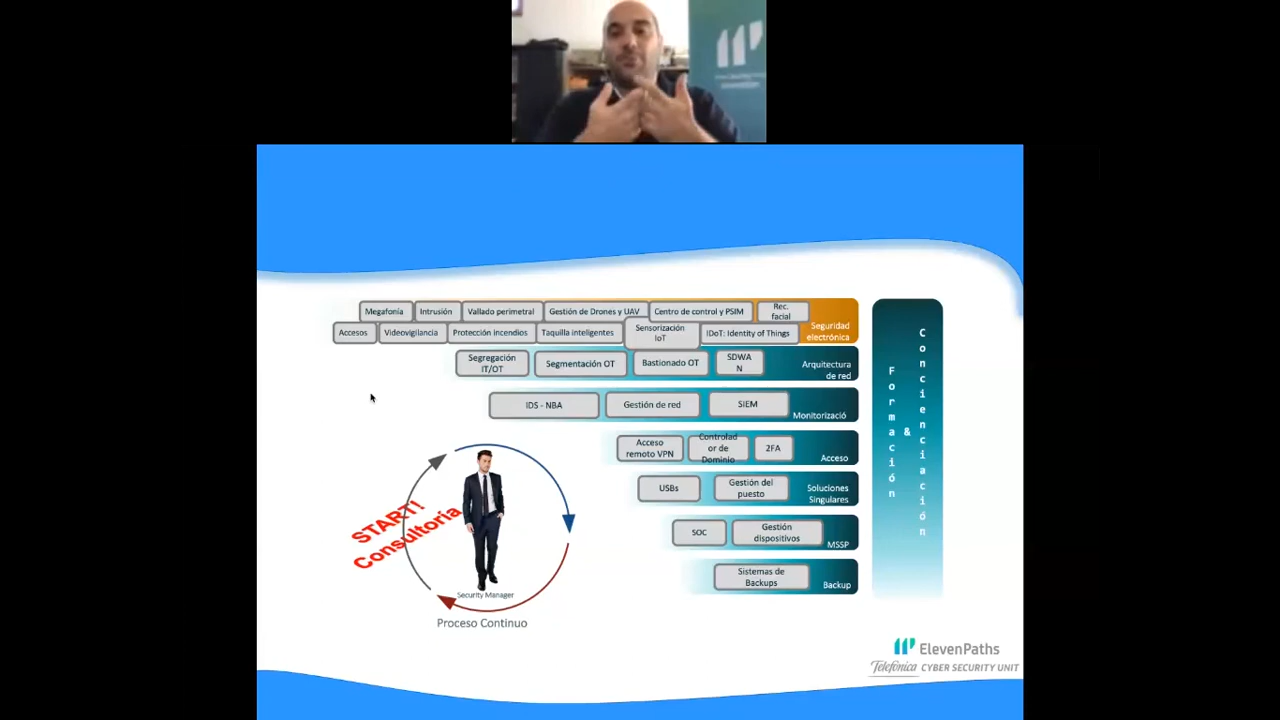 Megafonía
Intrusión
Vallado perimetral
Gestión de Drones y UAV
Centro de control y PSIM
Rec.
facial
Accesos
Videovigilancia
Protección incendios
Taquilla inteligentes
Sensorización
IoT
IDoT: Identity of Things
Seguridad
electrónica
Segregación
IT/OT
Segmentación OT
Bastionado OT
SDWA
N
Arquitectura
de red
IDS - NBA
Gestión de red
SIEM
Monitorizació
Acceso
remoto VPN
Controlad
or de
Dominio
2FA
Acceso
USBs
Gestión del
puesto
Soluciones
Singulares
SOC
Gestión
dispositivos
MSSP
Sistemas de
Backups
Backup
Formación
&
Concienciación
START!
Consultoría
Security Manager
Proceso Continuo
ElevenPaths
Telefónica CYBER SECURITY UNIT